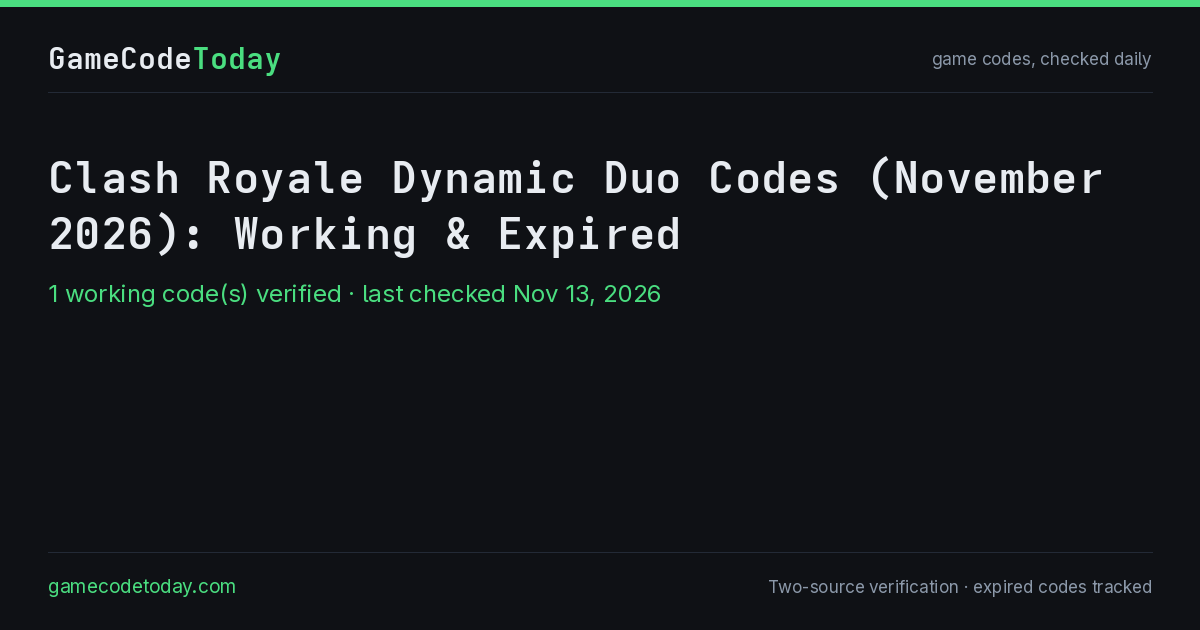 GameCodeToday
game codes, checked daily
Clash Royale Dynamic Duo Codes (November
2026): Working & Expired
1 working code(s) verified · last checked Nov 13, 2026
gamecodetoday.com
Two-source verification · expired codes tracked